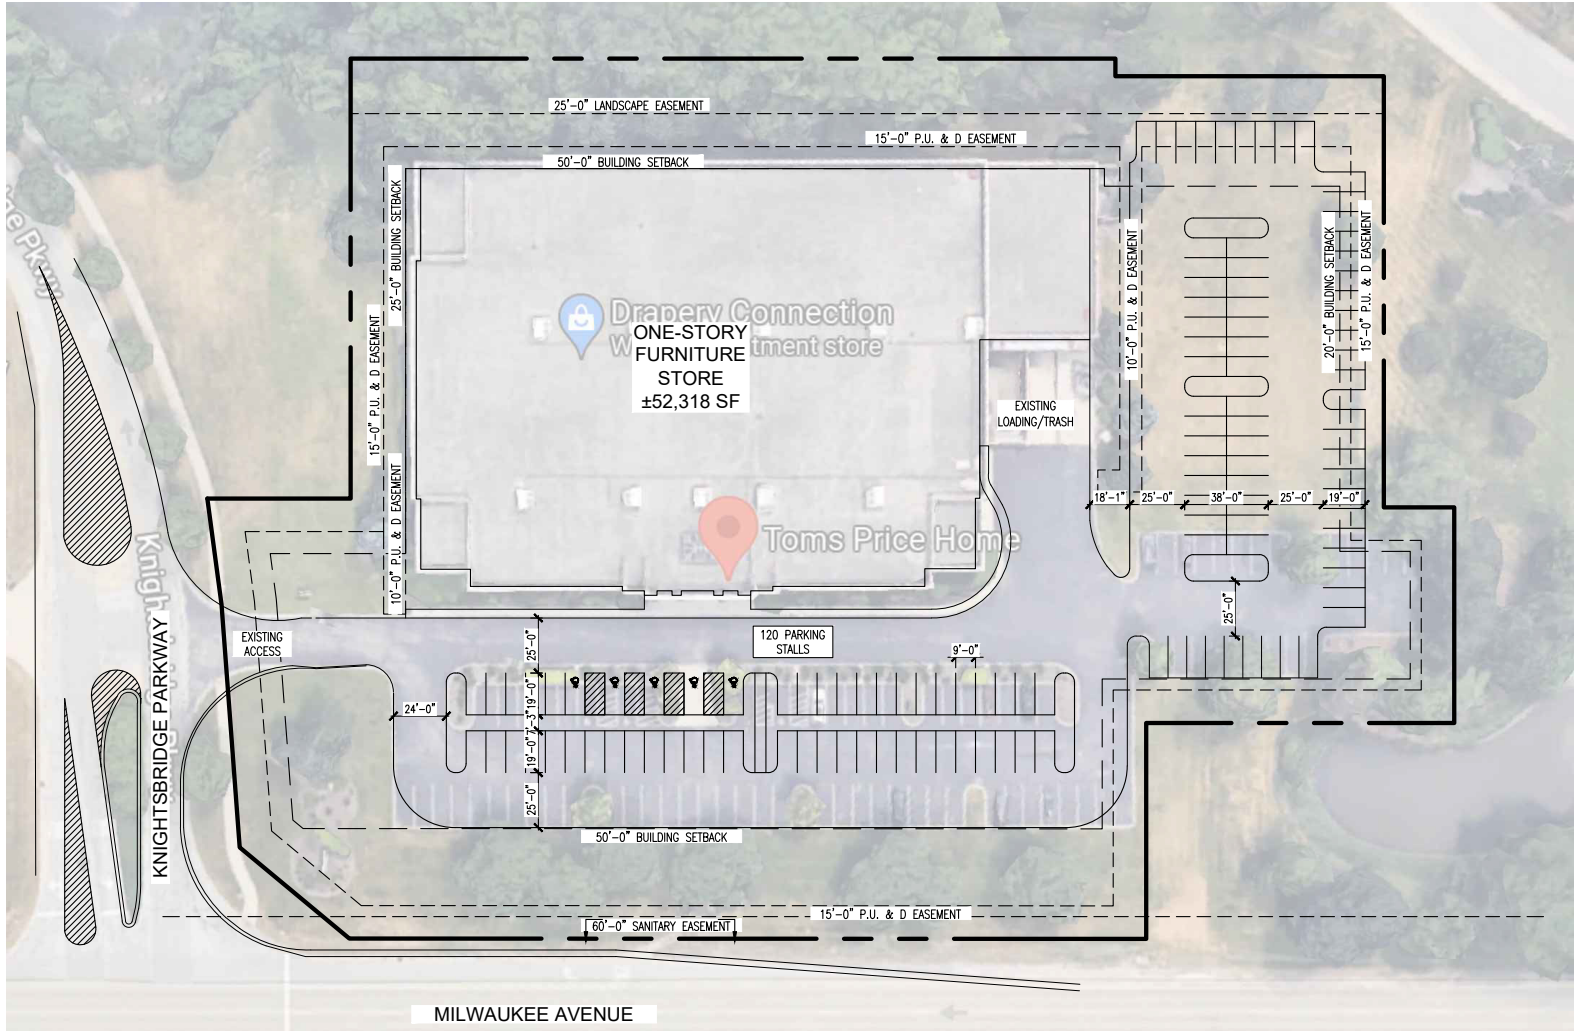 25'-0" LANDSCAPE EASEMENT
15'-0" P.U. & D EASEMENT
50'-0" BUILDING SETBACK
25'-0" BUILDING SETBACK
15'-0" P.U. & D EASEMENT
10'-0" P.U. & D EASEMENT
Drapery Connection
ONE-STORY
FURNITURE
STORE
±52,318 SF
tment store
EXISTING
LOADING/TRASH
10'-0" P.U. & D EASEMENT
20'-0" BUILDING SETBACK
15'-0" P.U. & D EASEMENT
18'-1"
25'-0"
38'-0"
25'-0"
19'-0"
Toms Price Home
25'-0"
EXISTING
ACCESS
25'-0"
120 PARKING
STALLS
9'-0"
24'-0"
19'-0"
7'-3"
19'-0"
25'-0"
50'-0" BUILDING SETBACK
KNIGHTSBRIDGE PARKWAY
15'-0" P.U. & D EASEMENT
60'-0" SANITARY EASEMENT
MILWAUKEE AVENUE